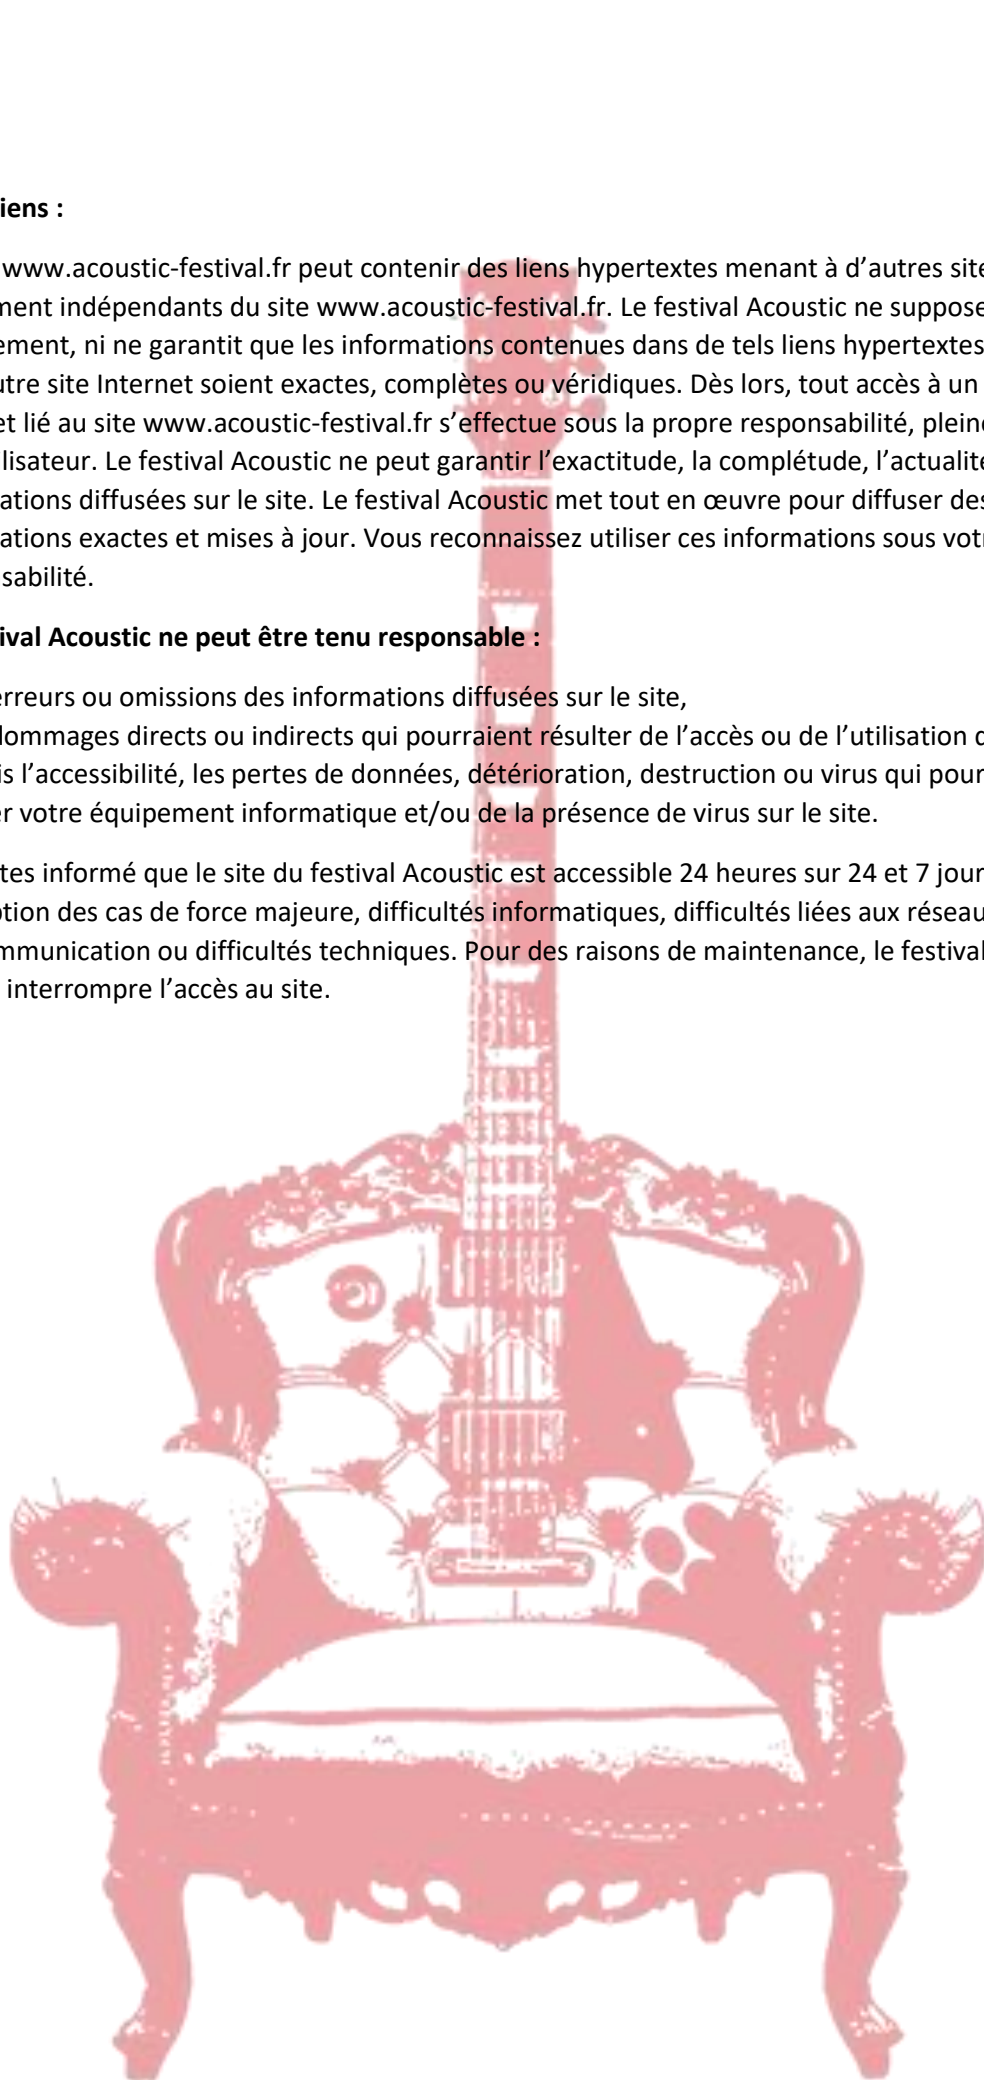 iens :
www.acoustic-festival.fr peut contenir des liens hypertextes menant à d’autres site
ment indépendants du site www.acoustic-festival.fr. Le festival Acoustic ne suppose
ement, ni ne garantit que les informations contenues dans de tels liens hypertextes
utre site Internet soient exactes, complètes ou véridiques. Dès lors, tout accès à un
et lié au site www.acoustic-festival.fr s’effectue sous la propre responsabilité, plein
lisateur. Le festival Acoustic ne peut garantir l’exactitude, la complétude, l’actualité
ations diffusées sur le site. Le festival Acoustic met tout en œuvre pour diffuser des
ations exactes et mises à jour. Vous reconnaissez utiliser ces informations sous votr
sabilité.
ival Acoustic ne peut être tenu responsable :
erreurs ou omissions des informations diffusées sur le site,
dommages directs ou indirects qui pourraient résulter de l’accès ou de l’utilisation d
is l’accessibilité, les pertes de données, détérioration, destruction ou virus qui pour
er votre équipement informatique et/ou de la présence de virus sur le site.
tes informé que le site du festival Acoustic est accessible 24 heures sur 24 et 7 jour
tion des cas de force majeure, difficultés informatiques, difficultés liées aux réseau
mmunication ou difficultés techniques. Pour des raisons de maintenance, le festival
interrompre l’accès au site.